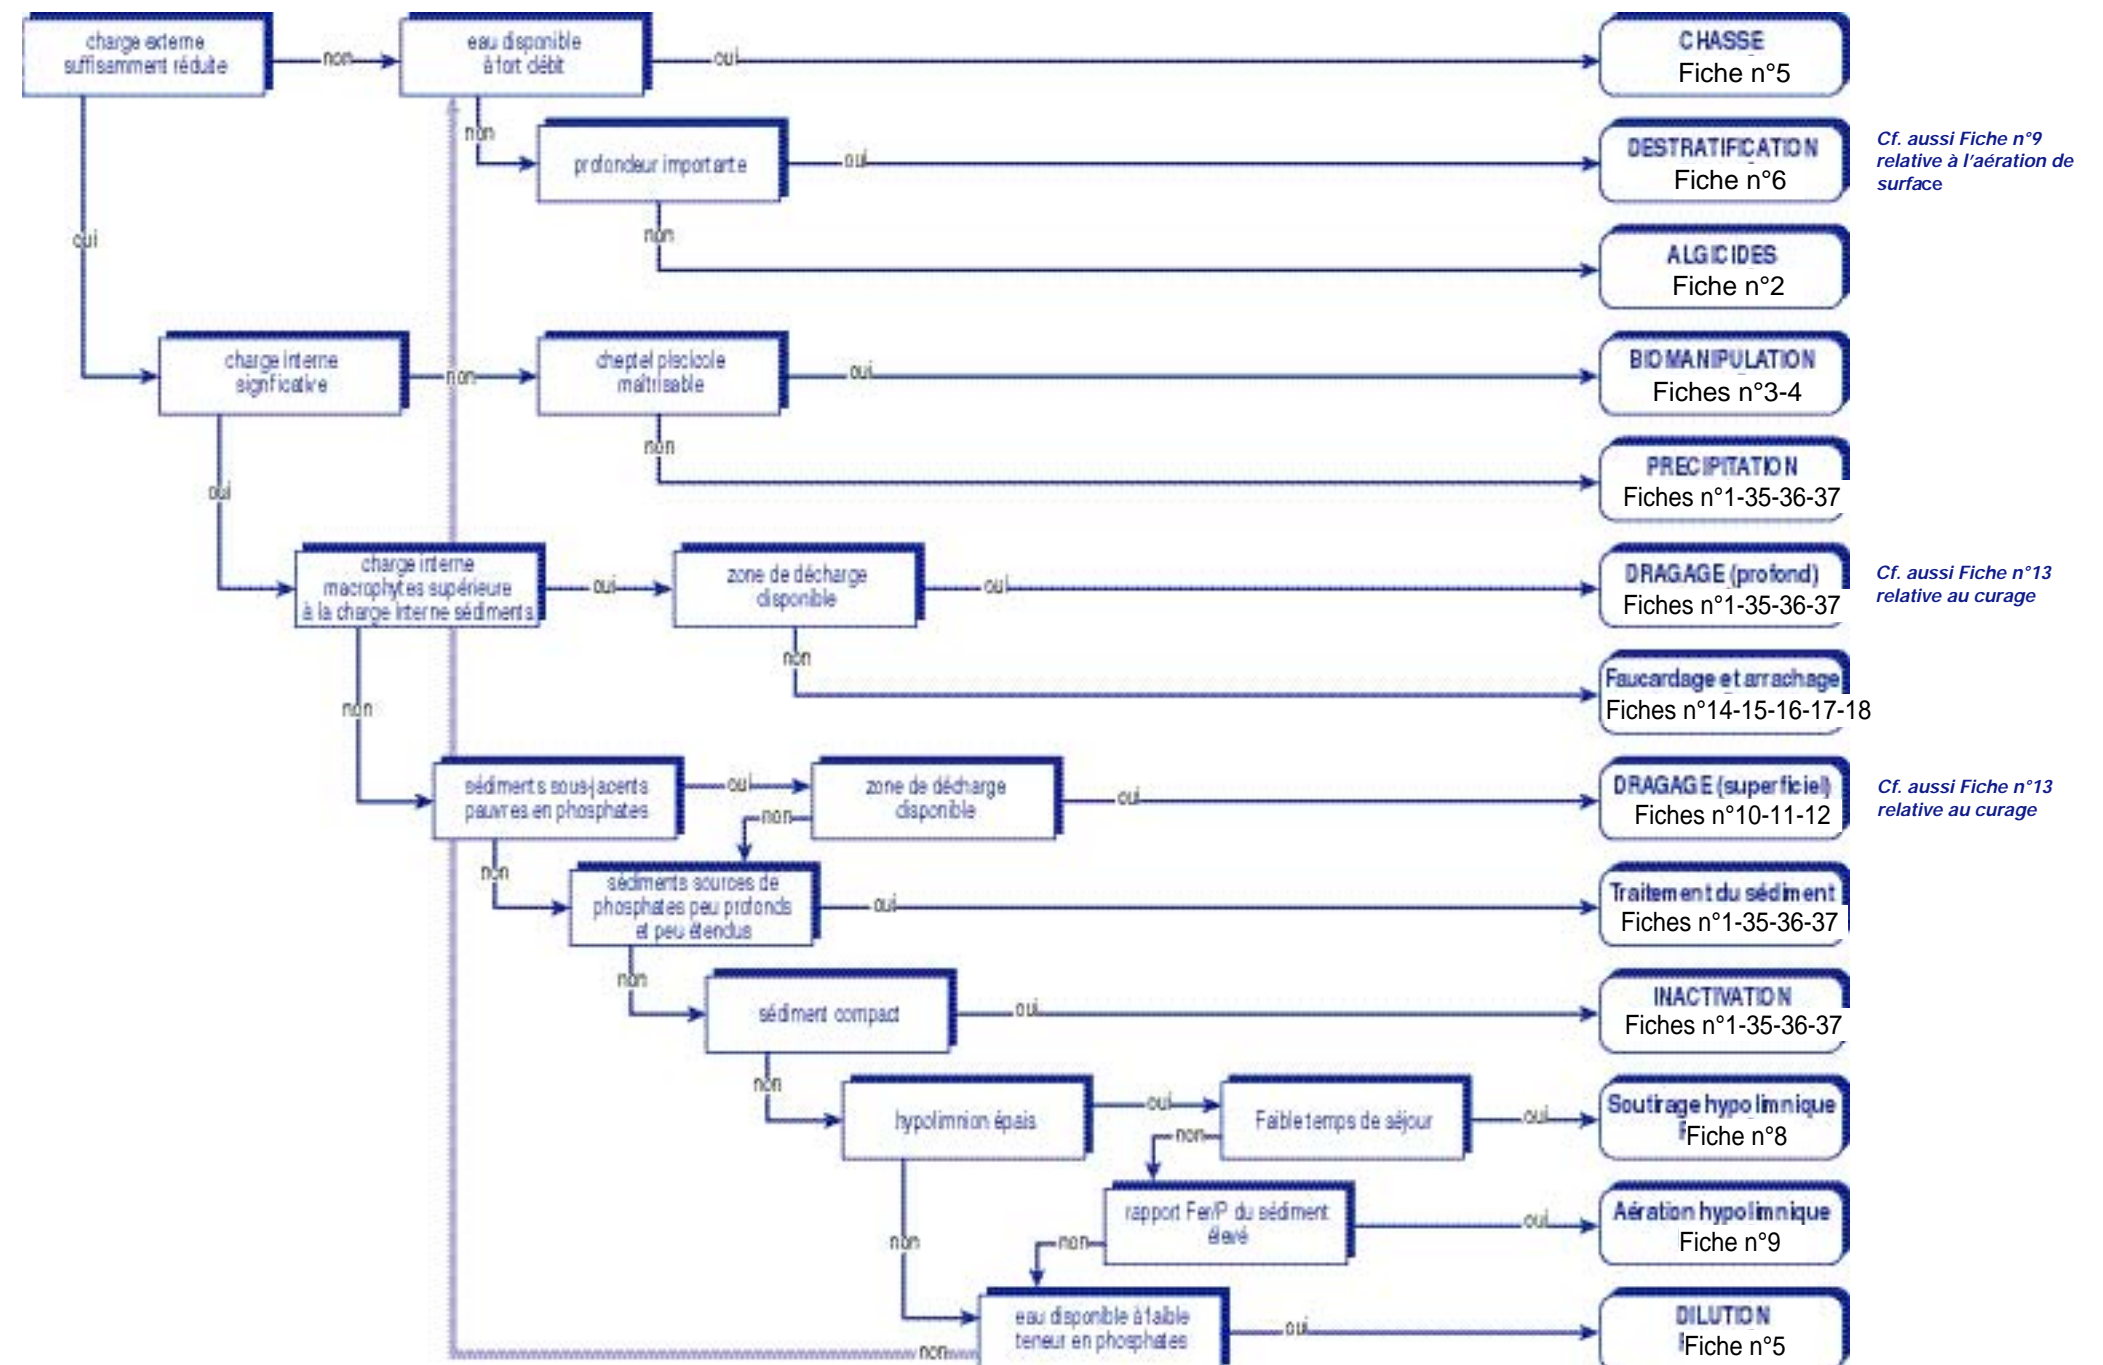 charge externe
suffisamment réduite
non
eau disponible
à fort débit
oui
CHASSE
Fiche n°5
non
profondeur importante
oui
DESTRATIFICATION
Fiche n°6
Cf. aussi Fiche n°9
relative à l'aération de
surface
oui
non
ALGICIDES
Fiche n°2
charge interne
signficative
non
cheptel piscicole
maîtrisable
oui
BIOMANIPULATION
Fiches n°3-4
non
PRECIPITATION
Fiches n°1-35-36-37
oui
charge interne
macrophytes supérieure
à la charge interne sédiments
oui
zone de décharge
disponible
oui
DRAGAGE (profond)
Fiches n°1-35-36-37
Cf. aussi Fiche n°13
relative au curage
non
Faucardage et arrachage
Fiches n°14-15-16-17-18
non
sédiments sous-jacents
pauvres en phosphates
oui
zone de décharge
disponible
oui
DRAGAGE (superficiel)
Fiches n°10-11-12
Cf. aussi Fiche n°13
relative au curage
non
non
sédiments sources de
phosphates peu profonds
et peu étendus
oui
Traitement du sédiment
Fiches n°1-35-36-37
non
sédiment compact
oui
INACTIVATION
Fiches n°1-35-36-37
non
hypolimnion épais
oui
Faible temps de séjour
oui
Soutirage hypolimnique
Fiche n°8
non
rapport Fer/P du sédiment
élevé
oui
Aération hypolimnique
Fiche n°9
non
non
eau disponible à faible
teneur en phosphates
oui
DILUTION
Fiche n°5
non